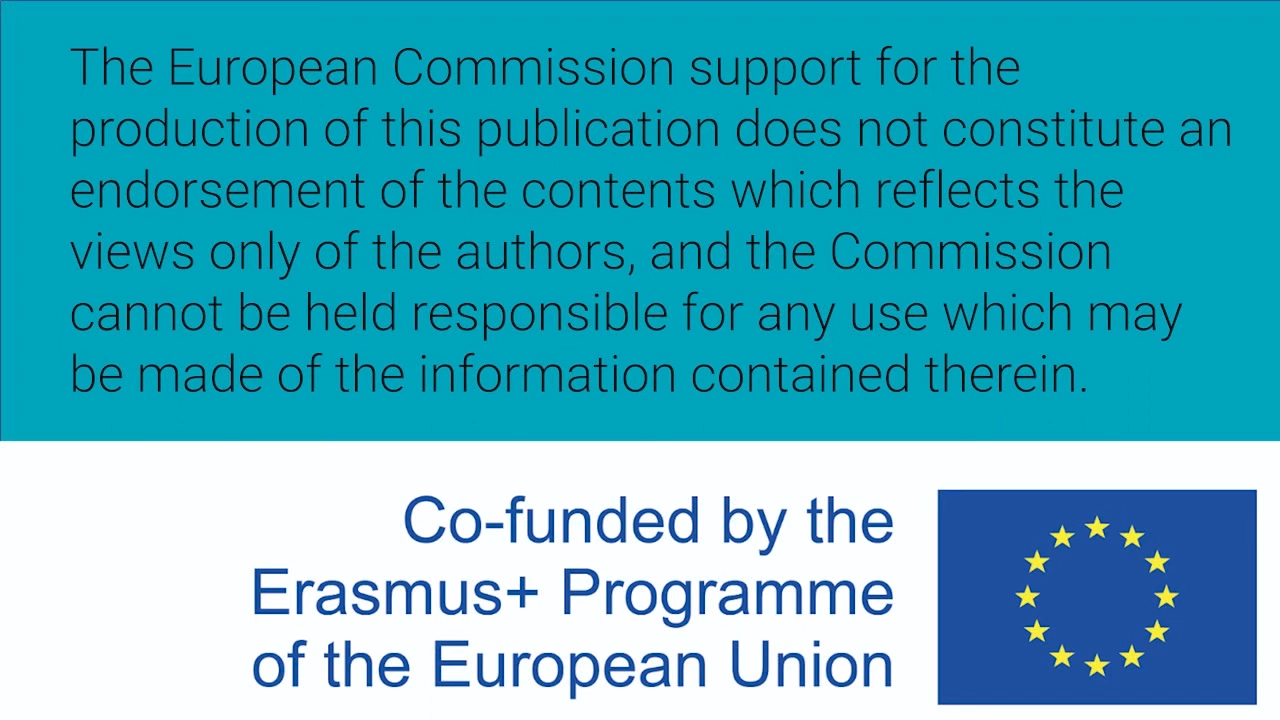 The European Commission support for the
production of this publication does not constitute an
endorsement of the contents which reflects the
views only of the authors, and the Commission
cannot be held responsible for any use which may
be made of the information contained therein.
Co-funded by the
Erasmus+ Programme
of the European Union